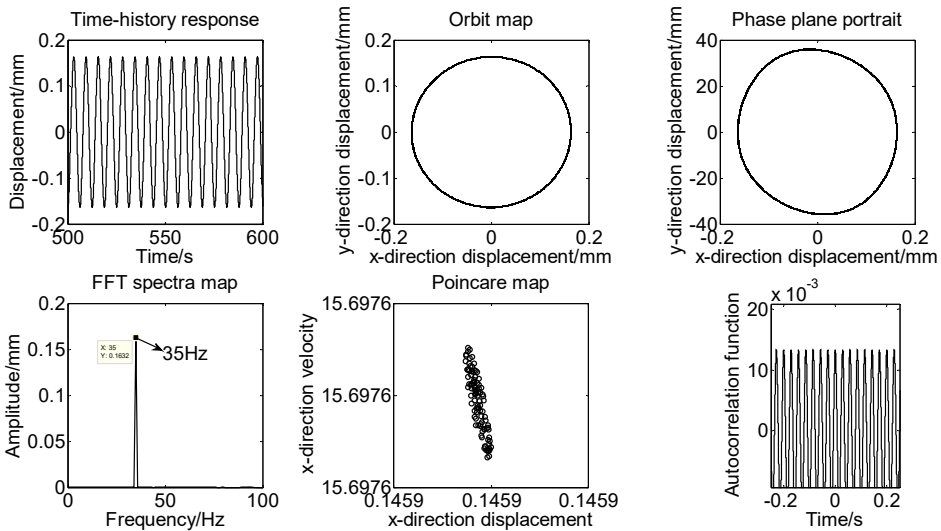 Time-history response
Displacement/mm
0.2
0.1
0
-0.1
0.2
500
550
600
Time/s
Orbit map
y-direction displacement/mm
0.2
0.1
0
-0.1
-0.2
0
0.2
x-direction displacement/mm
Phase plane portrait
y-direction displacement/mm
40
20
0
-20
-40
0
0.2
x-direction displacement/mm
FFT spectra map
Amplitude/mm
0.2
0.15
0.1
0.05
0
X: 35
Y: 0.1632
35Hz
0
50
100
Frequency/Hz
Poincare map
x-direction velocity
15.6976
15.6976
15.6976
0.1459
0.1459
0.1459
x-direction displacement
x 10⁻³
Autocorrelation function
20
10
0
-0.2
0
0.2
Time/s